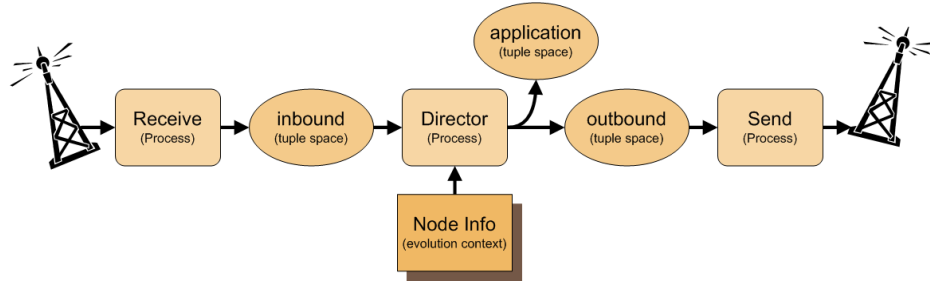 application
(tuple space)
Receive
(Process)
inbound
(tuple space)
Director
(Process)
outbound
(tuple space)
Send
(Process)
Node Info
(evolution context)